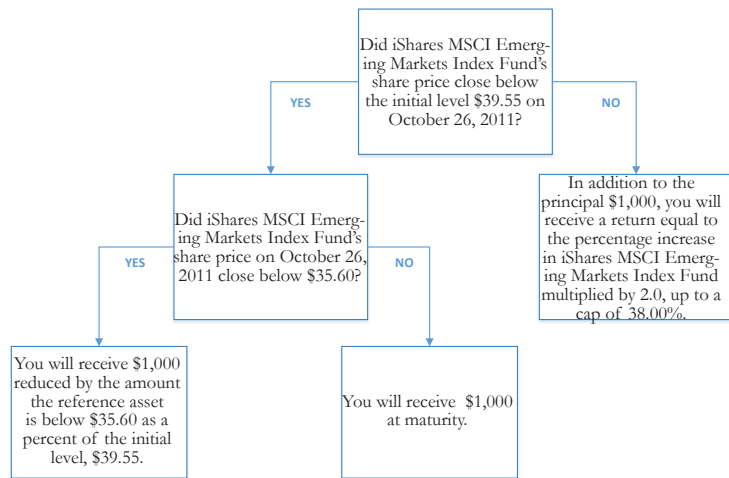 Did iShares MSCI Emerg-
ing Markets Index Fund's
share price close below
the initial level $39.55 on
October 26, 2011?
YES
NO
Did iShares MSCI Emerg-
ing Markets Index Fund's
share price on October 26,
2011 close below $35.60?
In addition to the
principal $1,000, you will
receive a return equal to
the percentage increase
in iShares MSCI Emerg-
ing Markets Index Fund
multiplied by 2.0, up to a
cap of 38.00%.
YES
NO
You will receive $1,000
reduced by the amount
the reference asset
is below $35.60 as a
percent of the initial
level, $39.55.
You will receive $1,000
at maturity.